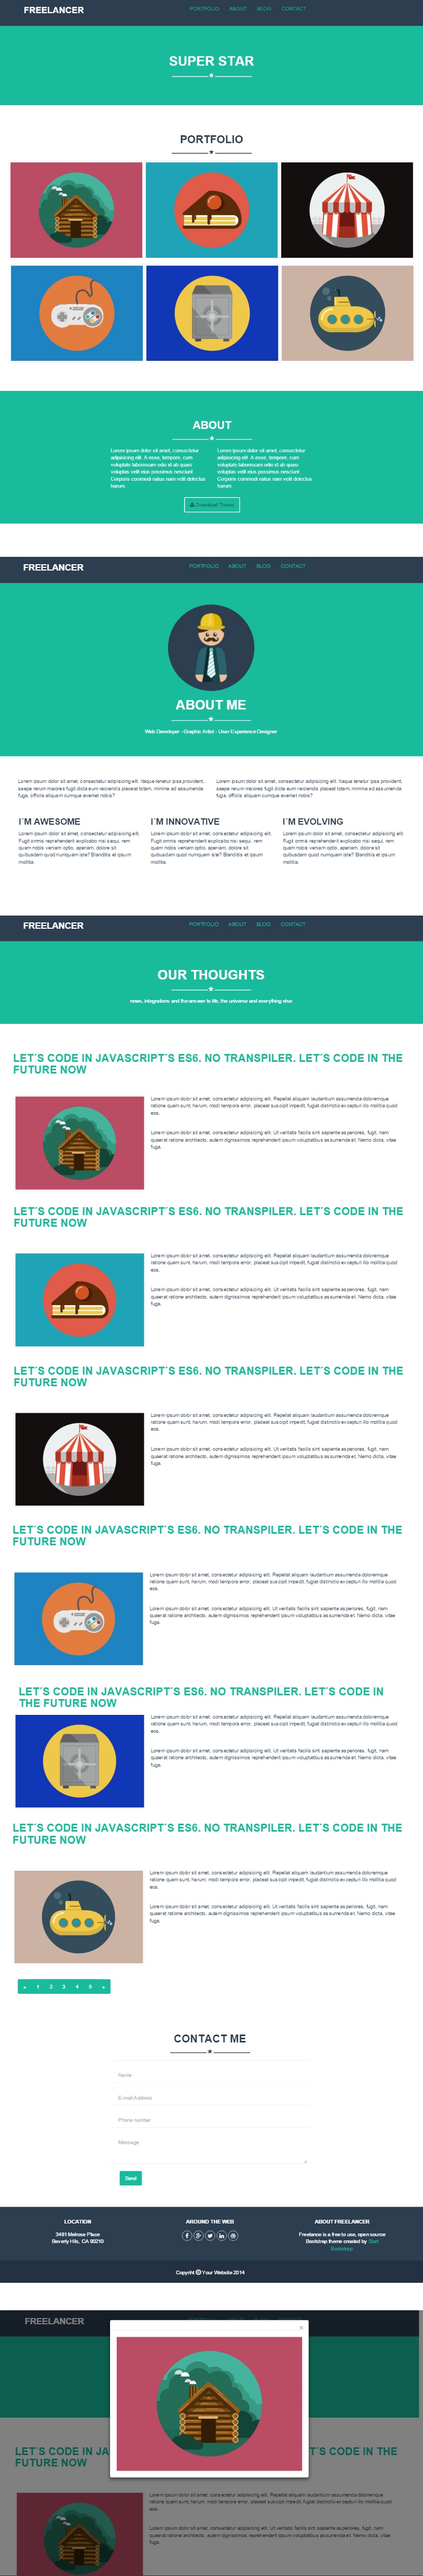 FREELANCER PORTFOLIO ABOUT BLOG CONTACT
SUPER STAR
PORTFOLIO
ABOUT
Lorem ipsum dolor sit amet, consectetur
adipisicing elit. A esse, tempore, cum
voluptate laboriosam odio id ab quasi
voluptas velit eius possimus nesciunt.
Corporis commodi natus nam velit delectus
harum.
Lorem ipsum dolor sit amet, consectetur
adipisicing elit. A esse, tempore, cum
voluptate laboriosam odio id ab quasi
voluptas velit eius possimus nesciunt.
Corporis commodi natus nam velit delectus
harum.
Download Theme
FREELANCER PORTFOLIO ABOUT BLOG CONTACT
ABOUT ME
Web Developer - Graphic Artist - User Experience Designer
Lorem ipsum dolor sit amet, consectetur adipisicing elit. Itaque tenetur ipsa provident,
saepe rerum maiores fugit dicta eum reiciendis placeat totam, minima ad assumenda
fuga, officiis aliquam cumque eveniet nobis?
Lorem ipsum dolor sit amet, consectetur adipisicing elit. Itaque tenetur ipsa provident,
saepe rerum maiores fugit dicta eum reiciendis placeat totam, minima ad assumenda
fuga, officiis aliquam cumque eveniet nobis?
I´M AWESOME
Lorem ipsum dolor sit amet, consectetur adipisicing elit.
Fugit omnis reprehenderit explicabo nisi sequi, rem
quam nobis veniam optio, aperiam, dolore sit
quibusdam quod numquam iste? Blanditiis et ipsum
mollitia.
I´M INNOVATIVE
Lorem ipsum dolor sit amet, consectetur adipisicing elit.
Fugit omnis reprehenderit explicabo nisi sequi, rem
quam nobis veniam optio, aperiam, dolore sit
quibusdam quod numquam iste? Blanditiis et ipsum
mollitia.
I´M EVOLVING
Lorem ipsum dolor sit amet, consectetur adipisicing elit.
Fugit omnis reprehenderit explicabo nisi sequi, rem
quam nobis veniam optio, aperiam, dolore sit
quibusdam quod numquam iste? Blanditiis et ipsum
mollitia.
FREELANCER PORTFOLIO ABOUT BLOG CONTACT
OUR THOUGHTS
news, integrations and the answer to life, the universe and everything else
LET´S CODE IN JAVASCRIPT´S ES6. NO TRANSPILER. LET´S CODE IN THE
FUTURE NOW
Lorem ipsum dolor sit amet, consectetur adipisicing elit. Repellat aliquam laudantium assumenda doloremque
ratione quam sunt, harum, modi tempora error, placeat suscipit impedit, fugiat distinctio excepturi illo mollitia quod
eos.
Lorem ipsum dolor sit amet, consectetur adipisicing elit. Ut veritatis facilis sint sapiente asperiores, fugit, nam
quaerat ratione architecto, autem dignissimos reprehenderit ipsum voluptatibus assumenda et. Nemo dicta, vitae
fuga.
LET´S CODE IN JAVASCRIPT´S ES6. NO TRANSPILER. LET´S CODE IN THE
FUTURE NOW
Lorem ipsum dolor sit amet, consectetur adipisicing elit. Repellat aliquam laudantium assumenda doloremque
ratione quam sunt, harum, modi tempora error, placeat suscipit impedit, fugiat distinctio excepturi illo mollitia quod
eos.
Lorem ipsum dolor sit amet, consectetur adipisicing elit. Ut veritatis facilis sint sapiente asperiores, fugit, nam
quaerat ratione architecto, autem dignissimos reprehenderit ipsum voluptatibus assumenda et. Nemo dicta, vitae
fuga.
LET´S CODE IN JAVASCRIPT´S ES6. NO TRANSPILER. LET´S CODE IN THE
FUTURE NOW
Lorem ipsum dolor sit amet, consectetur adipisicing elit. Repellat aliquam laudantium assumenda doloremque
ratione quam sunt, harum, modi tempora error, placeat suscipit impedit, fugiat distinctio excepturi illo mollitia quod
eos.
Lorem ipsum dolor sit amet, consectetur adipisicing elit. Ut veritatis facilis sint sapiente asperiores, fugit, nam
quaerat ratione architecto, autem dignissimos reprehenderit ipsum voluptatibus assumenda et. Nemo dicta, vitae
fuga.
LET´S CODE IN JAVASCRIPT´S ES6. NO TRANSPILER. LET´S CODE IN THE
FUTURE NOW
Lorem ipsum dolor sit amet, consectetur adipisicing elit. Repellat aliquam laudantium assumenda doloremque
ratione quam sunt, harum, modi tempora error, placeat suscipit impedit, fugiat distinctio excepturi illo mollitia quod
eos.
Lorem ipsum dolor sit amet, consectetur adipisicing elit. Ut veritatis facilis sint sapiente asperiores, fugit, nam
quaerat ratione architecto, autem dignissimos reprehenderit ipsum voluptatibus assumenda et. Nemo dicta, vitae
fuga.
LET´S CODE IN JAVASCRIPT´S ES6. NO TRANSPILER. LET´S CODE IN
THE FUTURE NOW
Lorem ipsum dolor sit amet, consectetur adipisicing elit. Repellat aliquam laudantium assumenda doloremque
ratione quam sunt, harum, modi tempora error, placeat suscipit impedit, fugiat distinctio excepturi illo mollitia quod
eos.
Lorem ipsum dolor sit amet, consectetur adipisicing elit. Ut veritatis facilis sint sapiente asperiores, fugit, nam
quaerat ratione architecto, autem dignissimos reprehenderit ipsum voluptatibus assumenda et. Nemo dicta, vitae
fuga.
LET´S CODE IN JAVASCRIPT´S ES6. NO TRANSPILER. LET´S CODE IN THE
FUTURE NOW
Lorem ipsum dolor sit amet, consectetur adipisicing elit. Repellat aliquam laudantium assumenda doloremque
ratione quam sunt, harum, modi tempora error, placeat suscipit impedit, fugiat distinctio excepturi illo mollitia quod
eos.
Lorem ipsum dolor sit amet, consectetur adipisicing elit. Ut veritatis facilis sint sapiente asperiores, fugit, nam
quaerat ratione architecto, autem dignissimos reprehenderit ipsum voluptatibus assumenda et. Nemo dicta, vitae
fuga.
« 1 2 3 4 5 »
CONTACT ME
Name
E-mail Address
Phone number
Message
Send
LOCATION
3481 Melrose Place
Beverly Hills, CA 90210
AROUND THE WEB
ABOUT FREELANCER
Freelance is a free to use, open source
Bootstrap theme created by Start
Bootstrap
Copyriht © Your Website 2014
FREELANCER
×
LET´S CODE IN JA T´S CODE IN THE
FUTURE NOW
Lorem ipsum dolor sit amet, consectetur adipisicing elit. Repellat aliquam laudantium assumenda doloremque
ratione quam sunt, harum, modi tempora error, placeat suscipit impedit, fugiat distinctio excepturi illo mollitia quod
eos.
Lorem ipsum dolor sit amet, consectetur adipisicing elit. Ut veritatis facilis sint sapiente asperiores, fugit, nam
quaerat ratione architecto, autem dignissimos reprehenderit ipsum voluptatibus assumenda et. Nemo dicta, vitae
fuga.